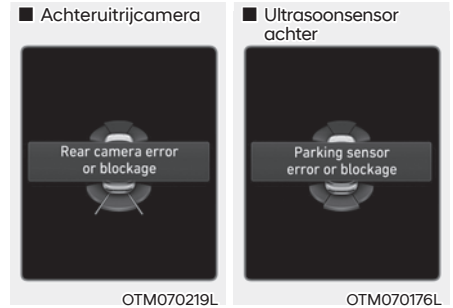 ■ Achteruitrijcamera
Rear camera error
or blockage
OTM070219L
■ Ultrasoonsensor
achter
Parking sensor
error or blockage
OTM070176L